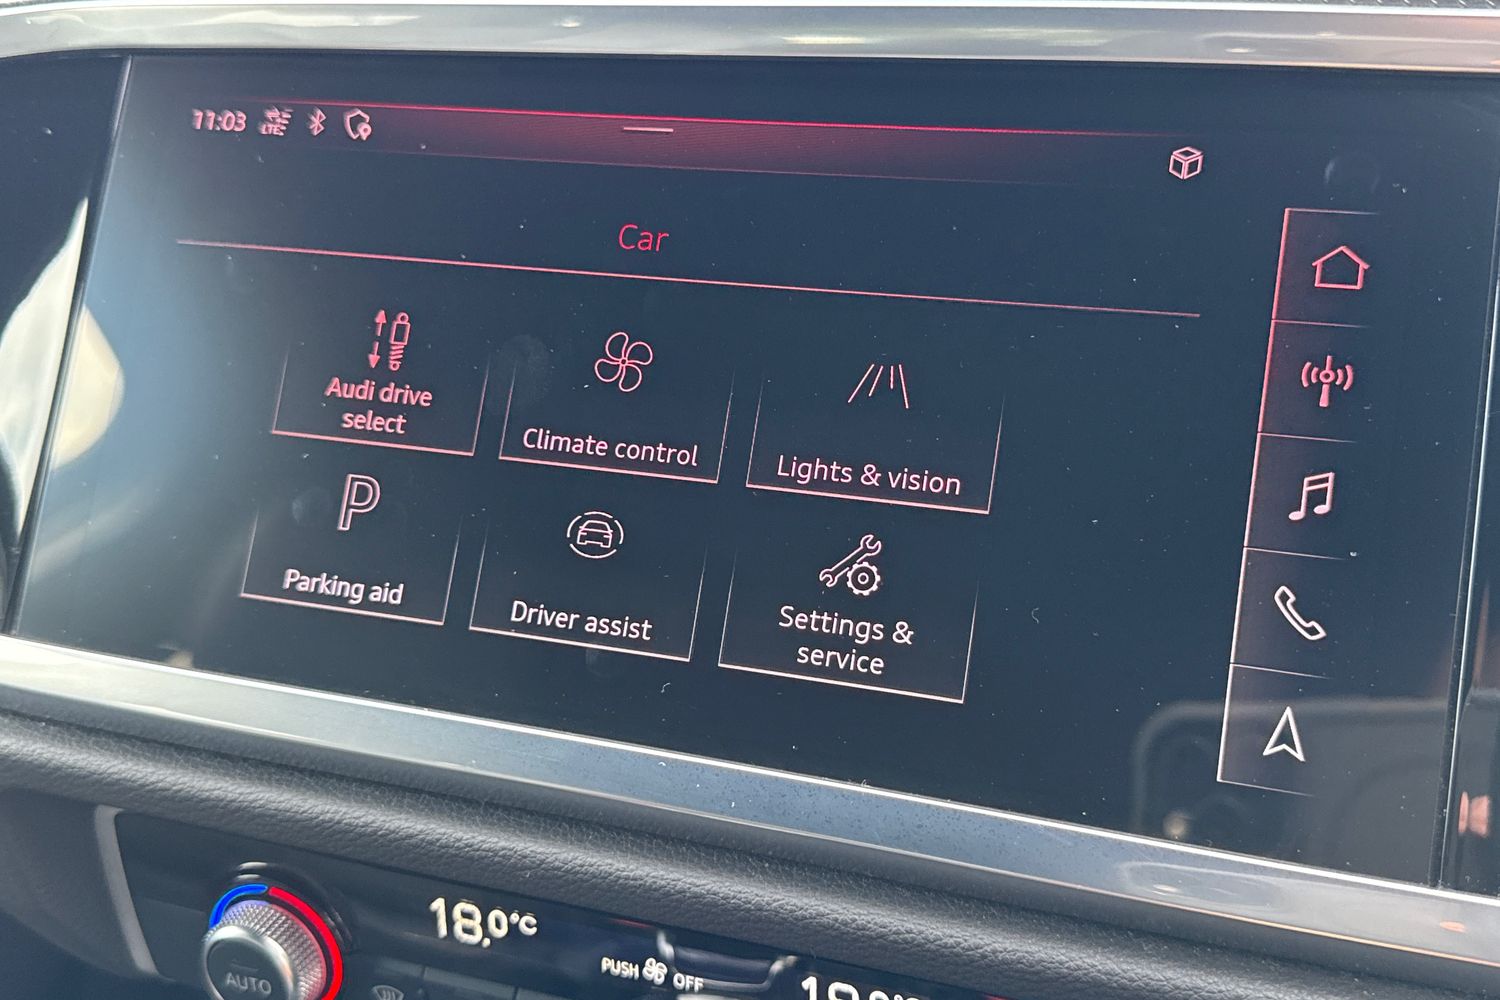 11:03 LTE
Car
Audi drive
select
Climate control
Lights & vision
P
Parking aid
Driver assist
Settings &
service
18.0°C
AUTO
PUSH OFF